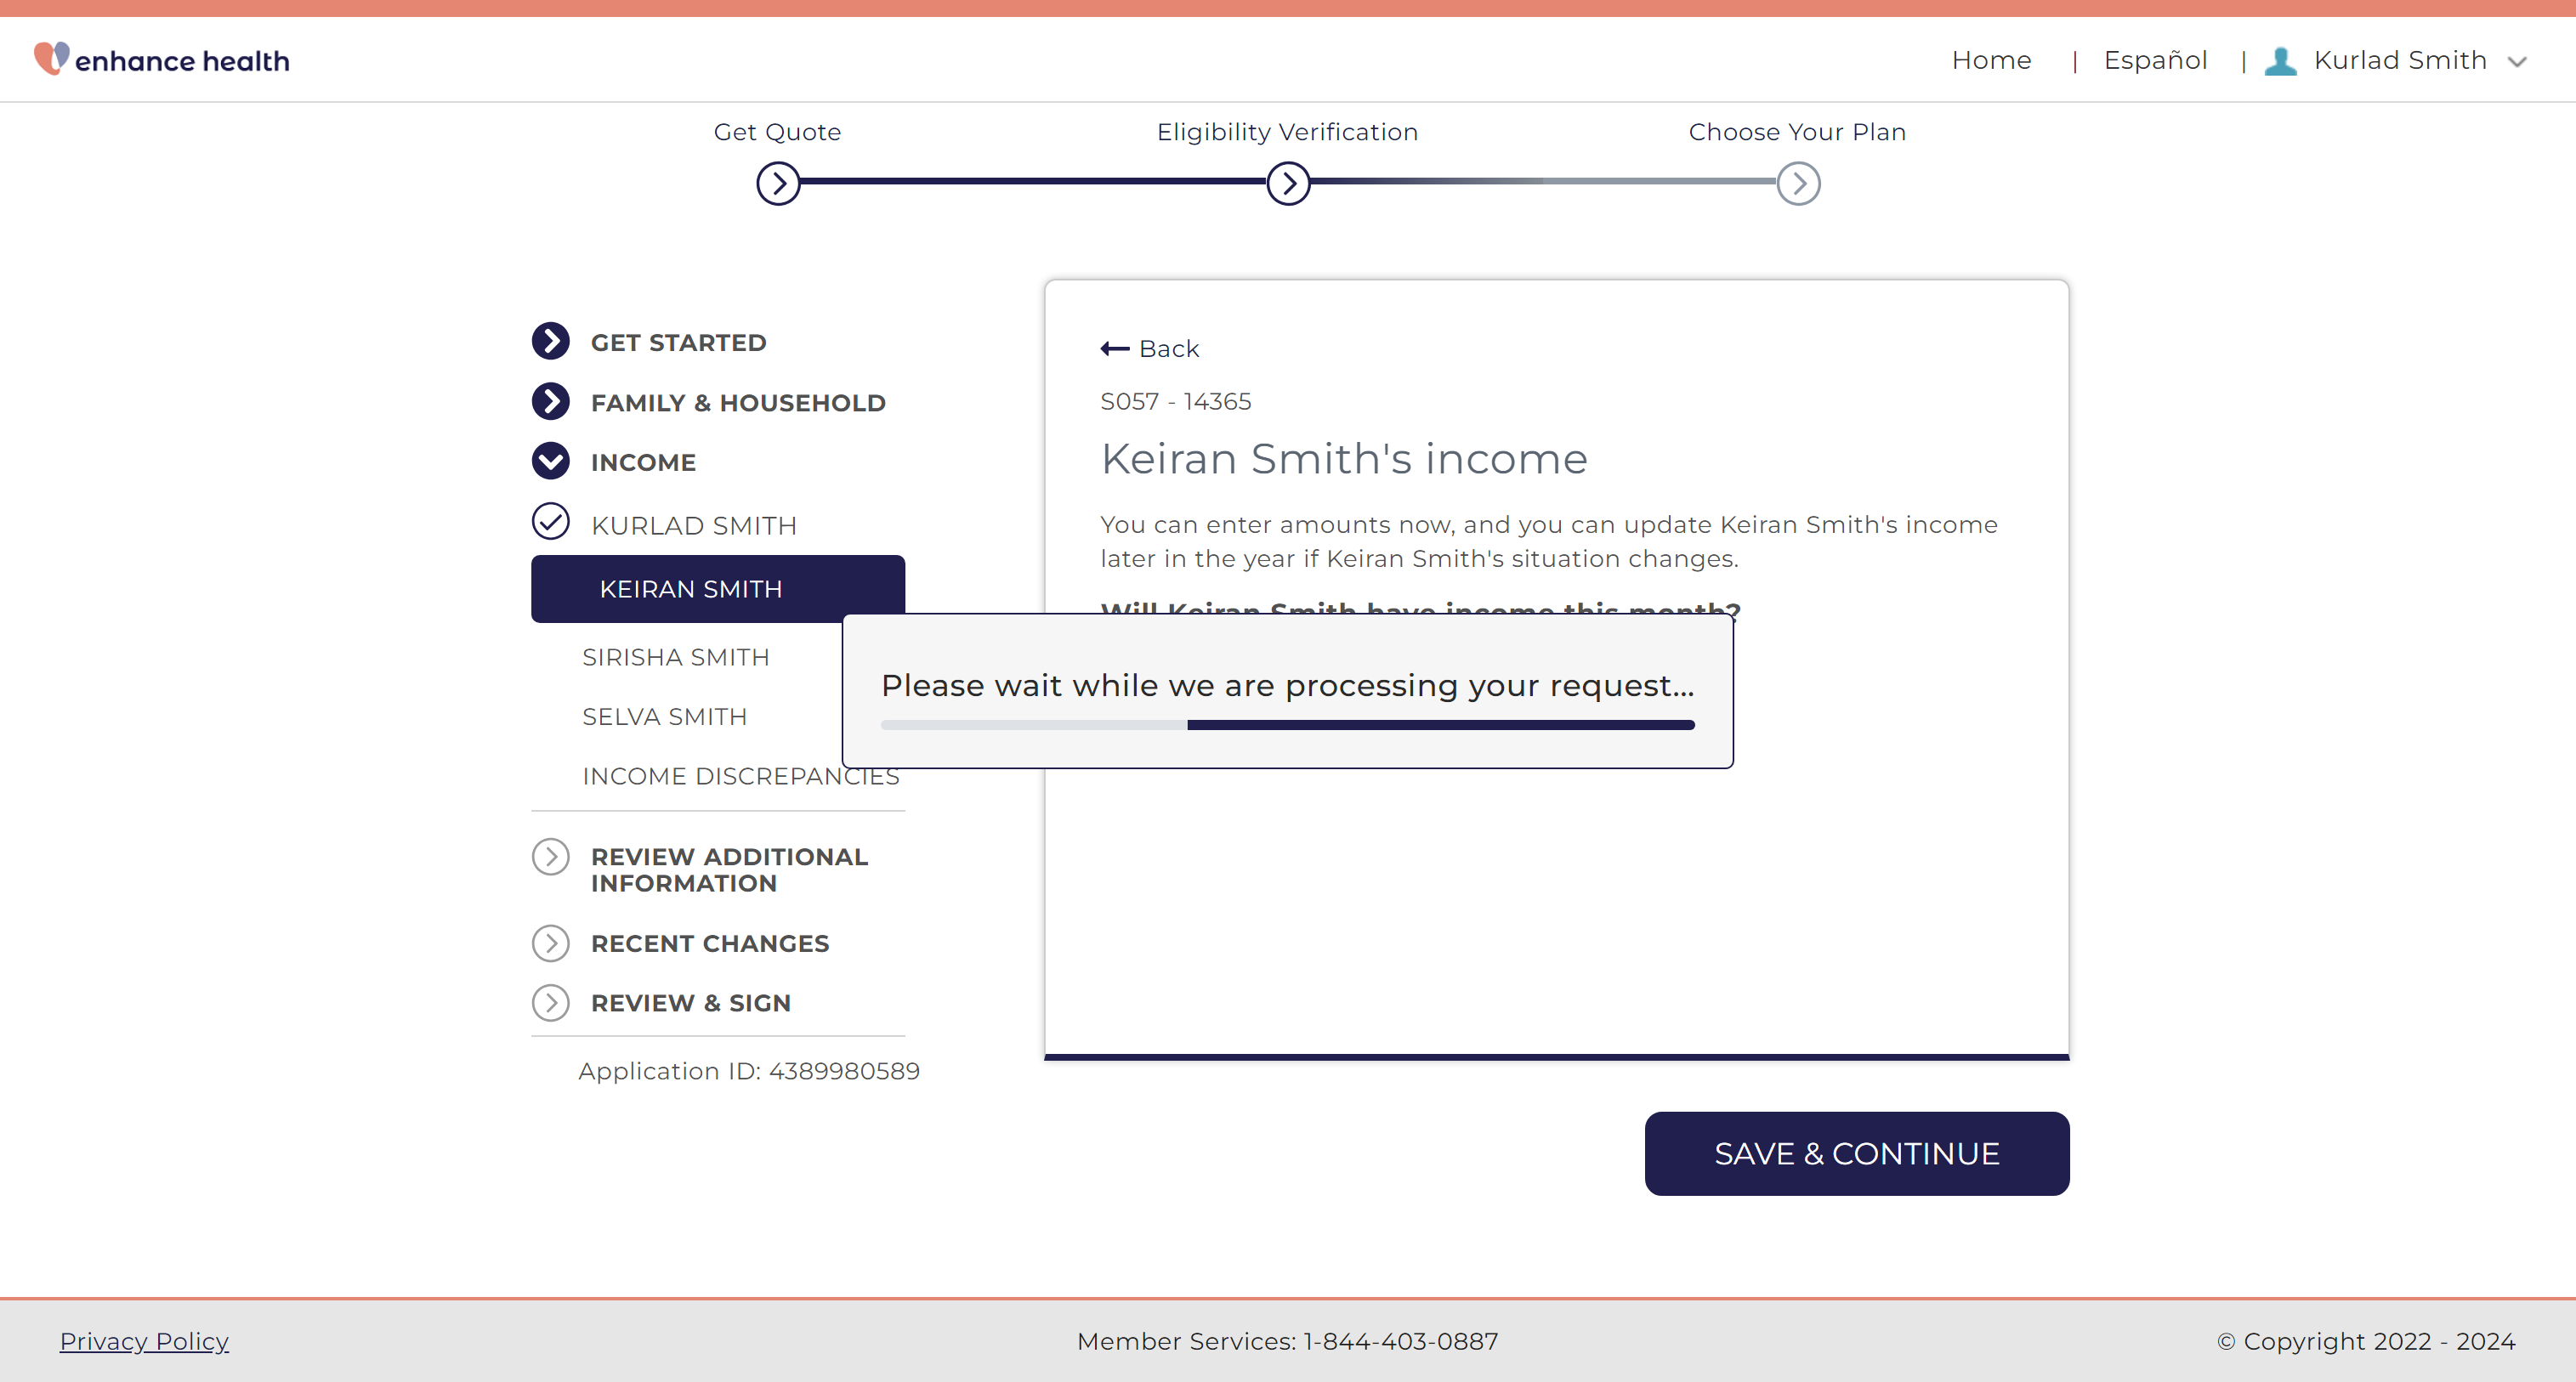 enhance health
Home | Español | Kurlad Smith
Get Quote
Eligibility Verification
Choose Your Plan
GET STARTED
FAMILY & HOUSEHOLD
INCOME
KURLAD SMITH
KEIRAN SMITH
SIRISHA SMITH
SELVA SMITH
INCOME DISCREPANCIES
REVIEW ADDITIONAL
INFORMATION
RECENT CHANGES
REVIEW & SIGN
Application ID: 4389980589
Back
S057 - 14365
Keiran Smith's income
You can enter amounts now, and you can update Keiran Smith's income
later in the year if Keiran Smith's situation changes.
Will Keiran Smith have income this month?
Please wait while we are processing your request...
SAVE & CONTINUE
Privacy Policy
Member Services: 1-844-403-0887
© Copyright 2022 - 2024